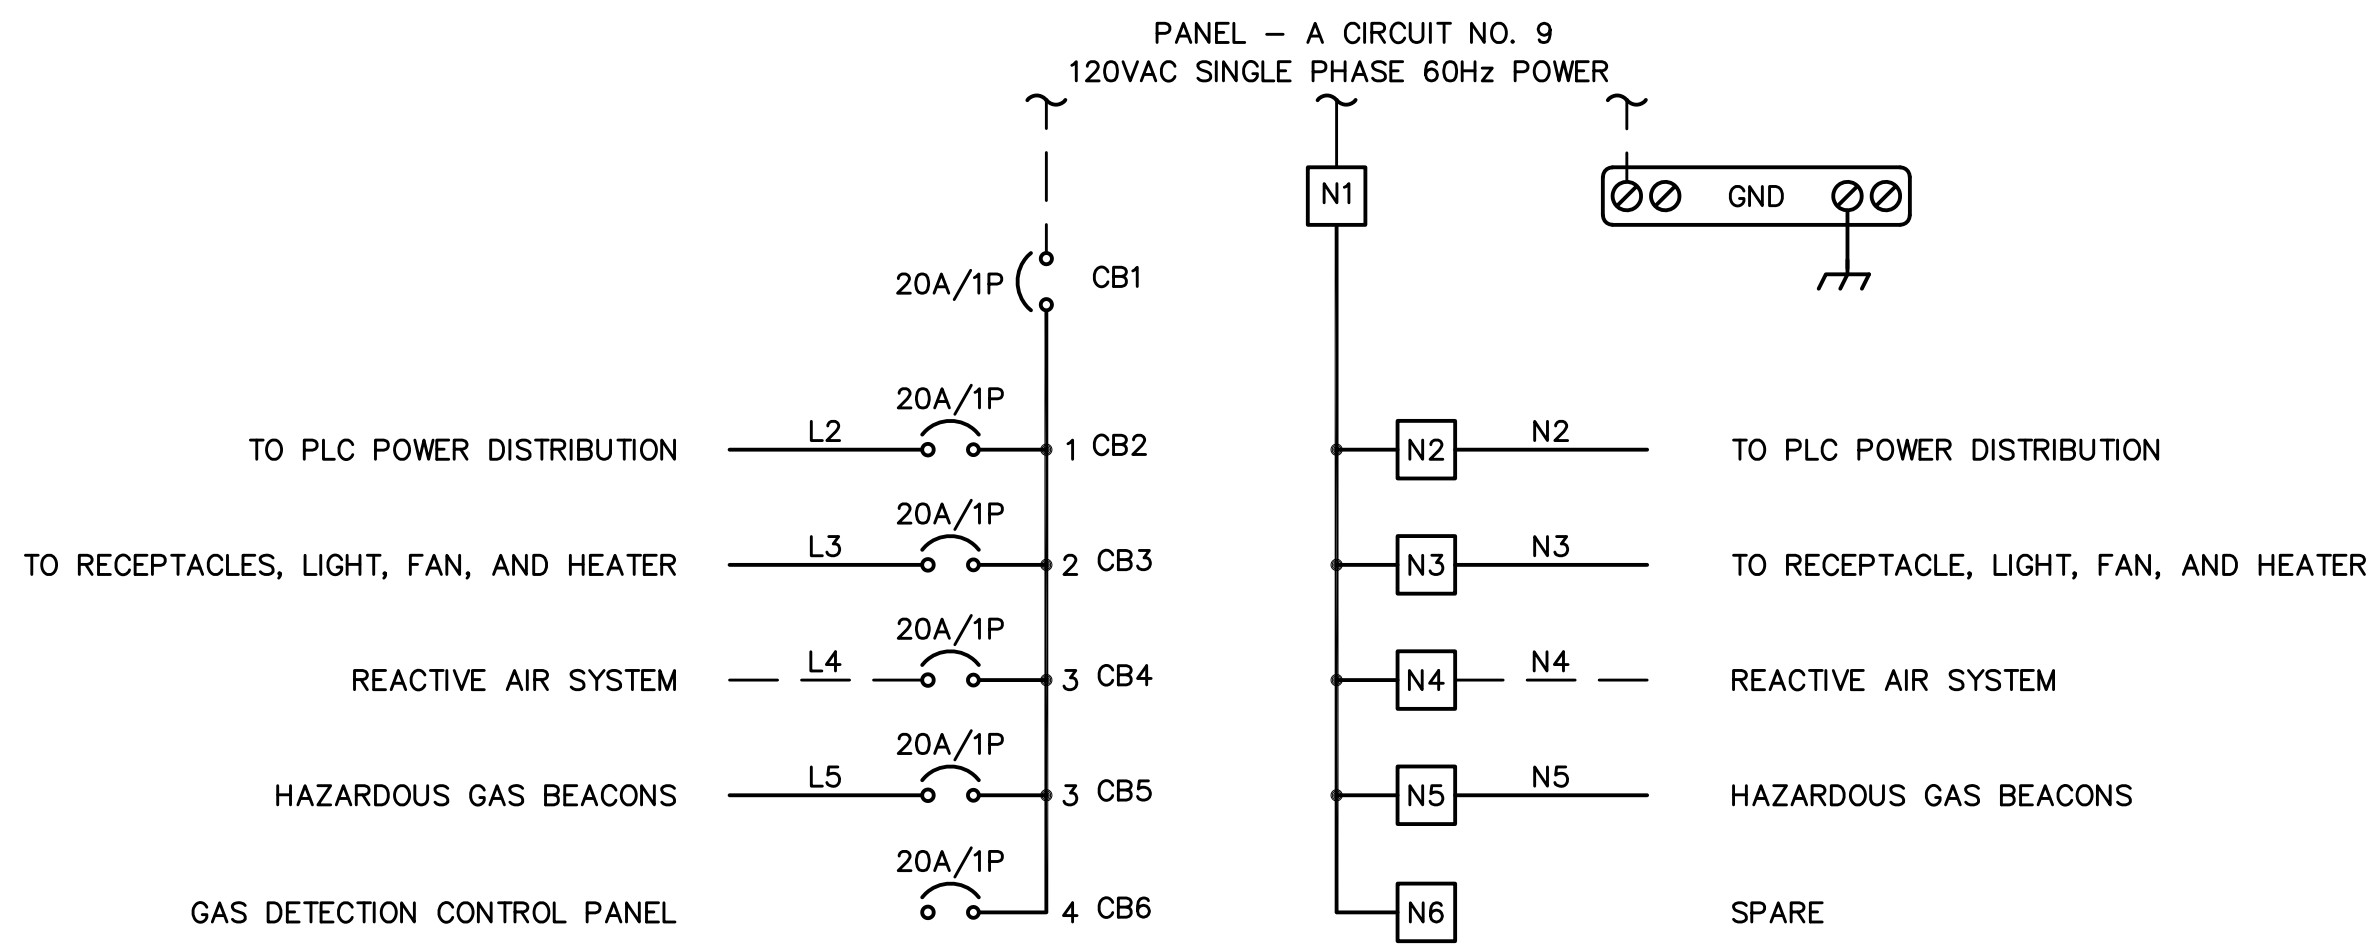 PANEL - A CIRCUIT NO. 9
120VAC SINGLE PHASE 60Hz POWER
N1
GND
20A/1P
CB1
20A/1P
TO PLC POWER DISTRIBUTION
L2
1 CB2
N2
N2
TO PLC POWER DISTRIBUTION
20A/1P
TO RECEPTACLES, LIGHT, FAN, AND HEATER
L3
2 CB3
N3
N3
TO RECEPTACLE, LIGHT, FAN, AND HEATER
20A/1P
REACTIVE AIR SYSTEM
L4
3 CB4
N4
N4
REACTIVE AIR SYSTEM
20A/1P
HAZARDOUS GAS BEACONS
L5
3 CB5
N5
N5
HAZARDOUS GAS BEACONS
20A/1P
GAS DETECTION CONTROL PANEL
4 CB6
N6
SPARE